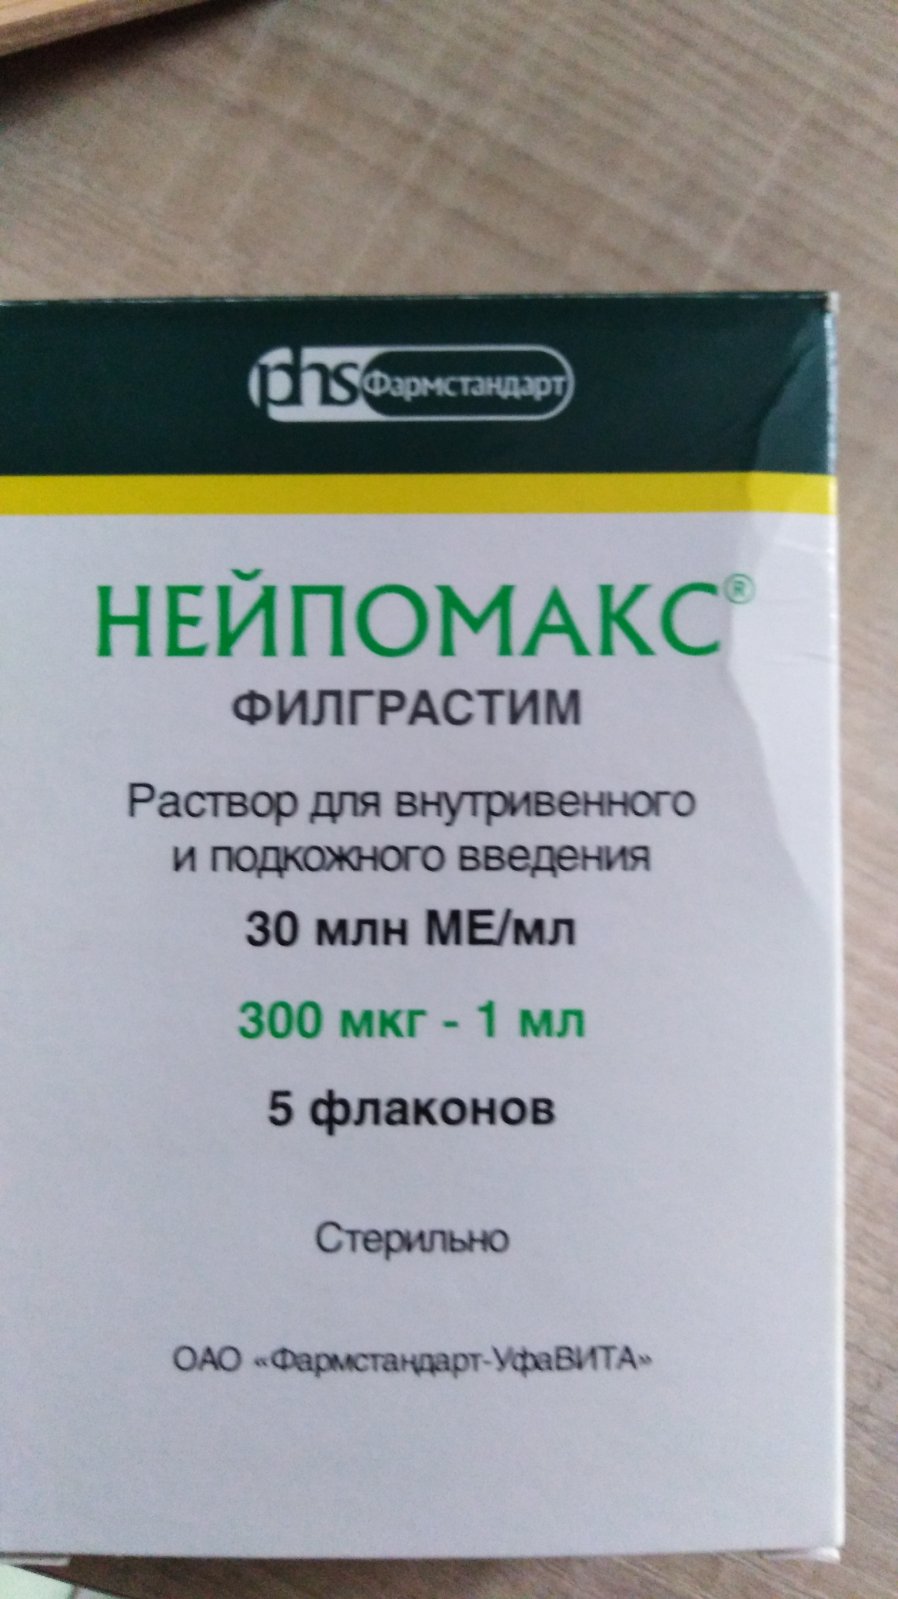 phs Фармстандарт
НЕЙПОМАКС®
ФИЛГРАСТИМ
Раствор для внутривенного
и подкожного введения
30 млн МЕ/мл
300 мкг - 1 мл
5 флаконов
Стерильно
ОАО «Фармстандарт-УфаВИТА»